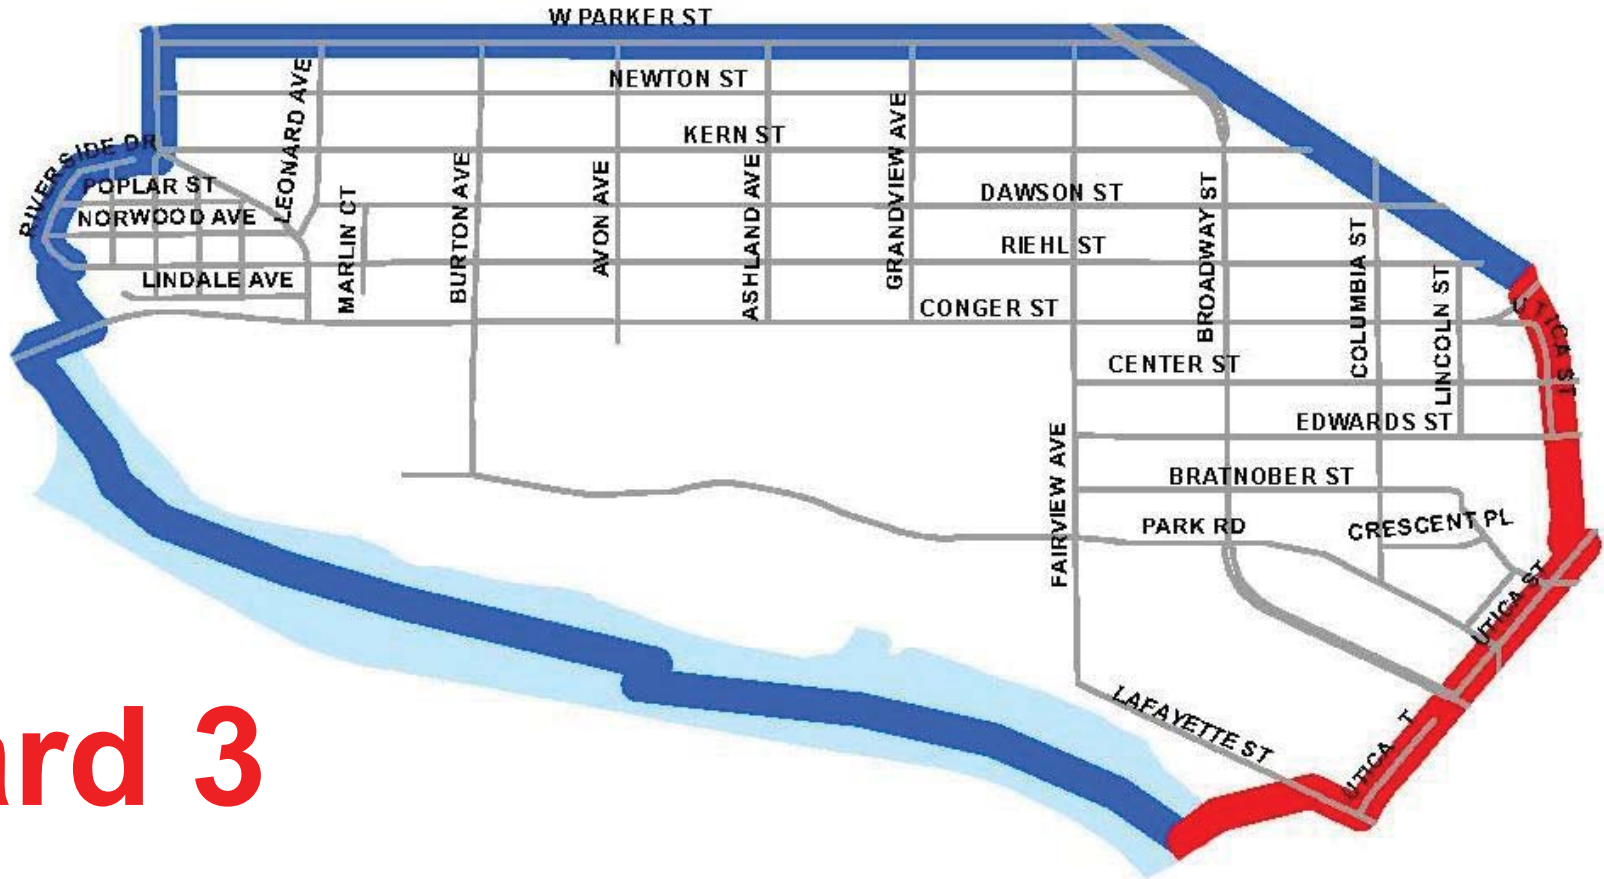 W PARKER ST
NEWTON ST
LEONARD AVE
KERN ST
GRANDVIEW AVE
RIVERSIDE DR
POPLAR ST
NORWOOD AVE
MARLIN CT
BURTON AVE
AVON AVE
ASHLAND AVE
DAWSON ST
BROADWAY ST
RIEHL ST
COLUMBIA ST
LINCOLN ST
LINDALE AVE
CONGER ST
UTICA ST
CENTER ST
EDWARDS ST
FAIRVIEW AVE
BRATNOBER ST
PARK RD
CRESCENT PL
UTICA ST
LAFAYETTE ST
UTICA T
ard 3